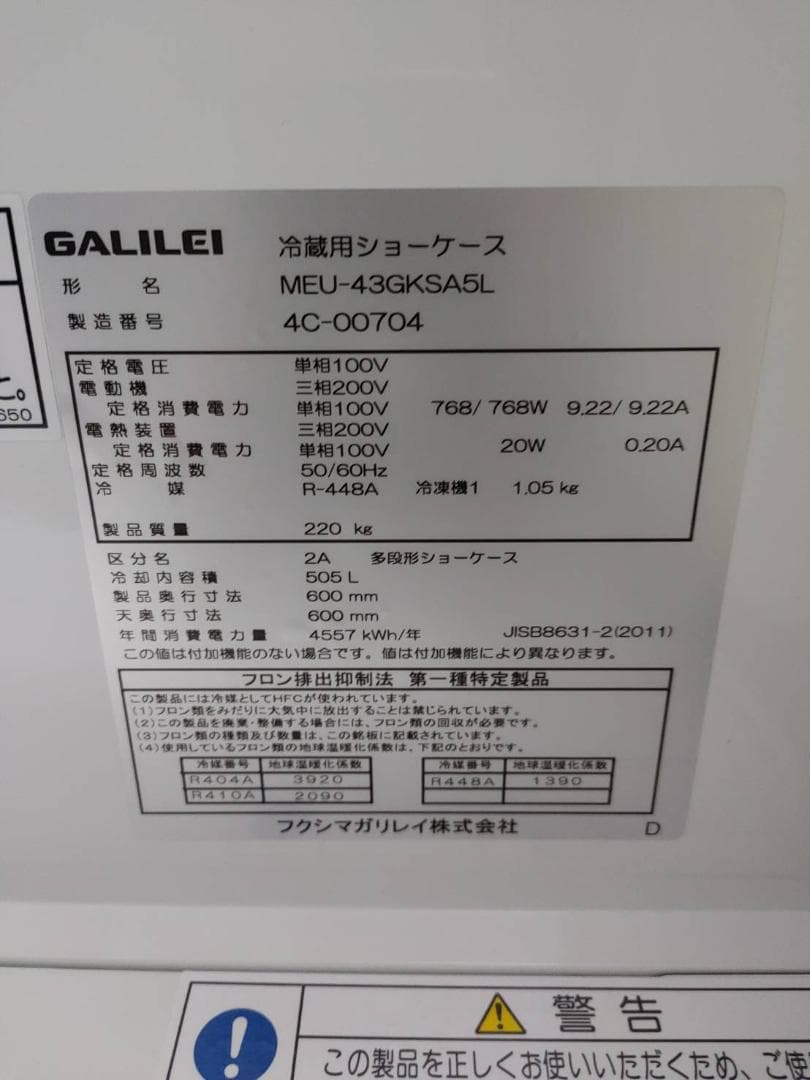 GALILEI 冷蔵用ショーケース
形名 MEU-43GKSA5L
製造番号 4C-00704
定格電圧 単相100V
電動機 三相200V
定格消費電力 単相100V 768/ 768W 9.22/ 9.22A
電熱装置 三相200V
定格消費電力 単相100V 20W 0.20A
定格周波数 50/60Hz
冷媒 R-448A 冷凍機1 1.05 kg
製品質量 220 kg
区分名 2A 多段形ショーケース
冷却内容積 505 L
製品奥行寸法 600 mm
天奥行寸法 600 mm
年間消費電力量 4557 kWh/年 JISB8631-2(2011)
この値は付加機能のない場合です。値は付加機能により異なります。
フロン排出抑制法 第一種特定製品
この製品には冷媒としてHFCが使われています。
(1)フロン類をみだりに大気中に放出することは禁じられています。
(2)この製品を廃棄・整備する場合には、フロン類の回収が必要です。
(3)フロン類の種類及び数量は、この銘板に記載されています。
(4)使用しているフロン類の地球温暖化係数は、下記のとおりです。
冷媒番号 地球温暖化係数 冷媒番号 地球温暖化係数
R404A 3920 R448A 1390
R410A 2090
フクシマガリレイ株式会社 D
と。
650
警告
この製品を正しくお使いいただくため、ご使